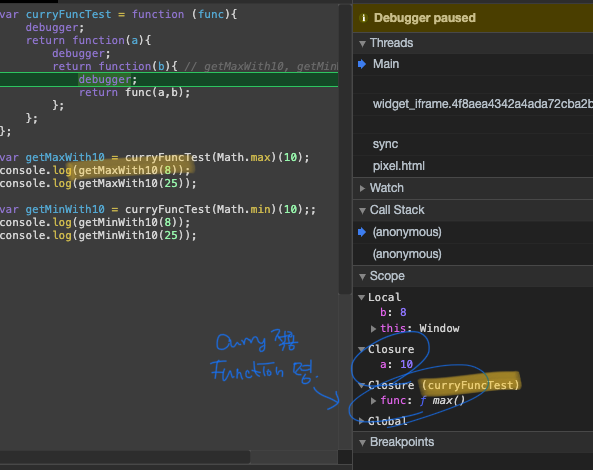 var curryFuncTest = function (func){
debugger;
return function(a){
debugger;
return function(b){ // getMaxWith10, getMin
debugger;
return func(a,b);
};
};
};
var getMaxWith10 = curryFuncTest(Math.max)(10);
console.log(getMaxWith10(8));
console.log(getMaxWith10(25));
var getMinWith10 = curryFuncTest(Math.min)(10);;
console.log(getMinWith10(8));
console.log(getMinWith10(25));
Curry
Function 명.
Debugger paused
Threads
Main
widget_iframe.4f8aea4342a4ada72cba2b
sync
pixel.html
Watch
Call Stack
(anonymous)
(anonymous)
Scope
Local
b: 8
this: Window
Closure
a: 10
Closure (curryFuncTest)
func: ƒ max()
Global
Breakpoints